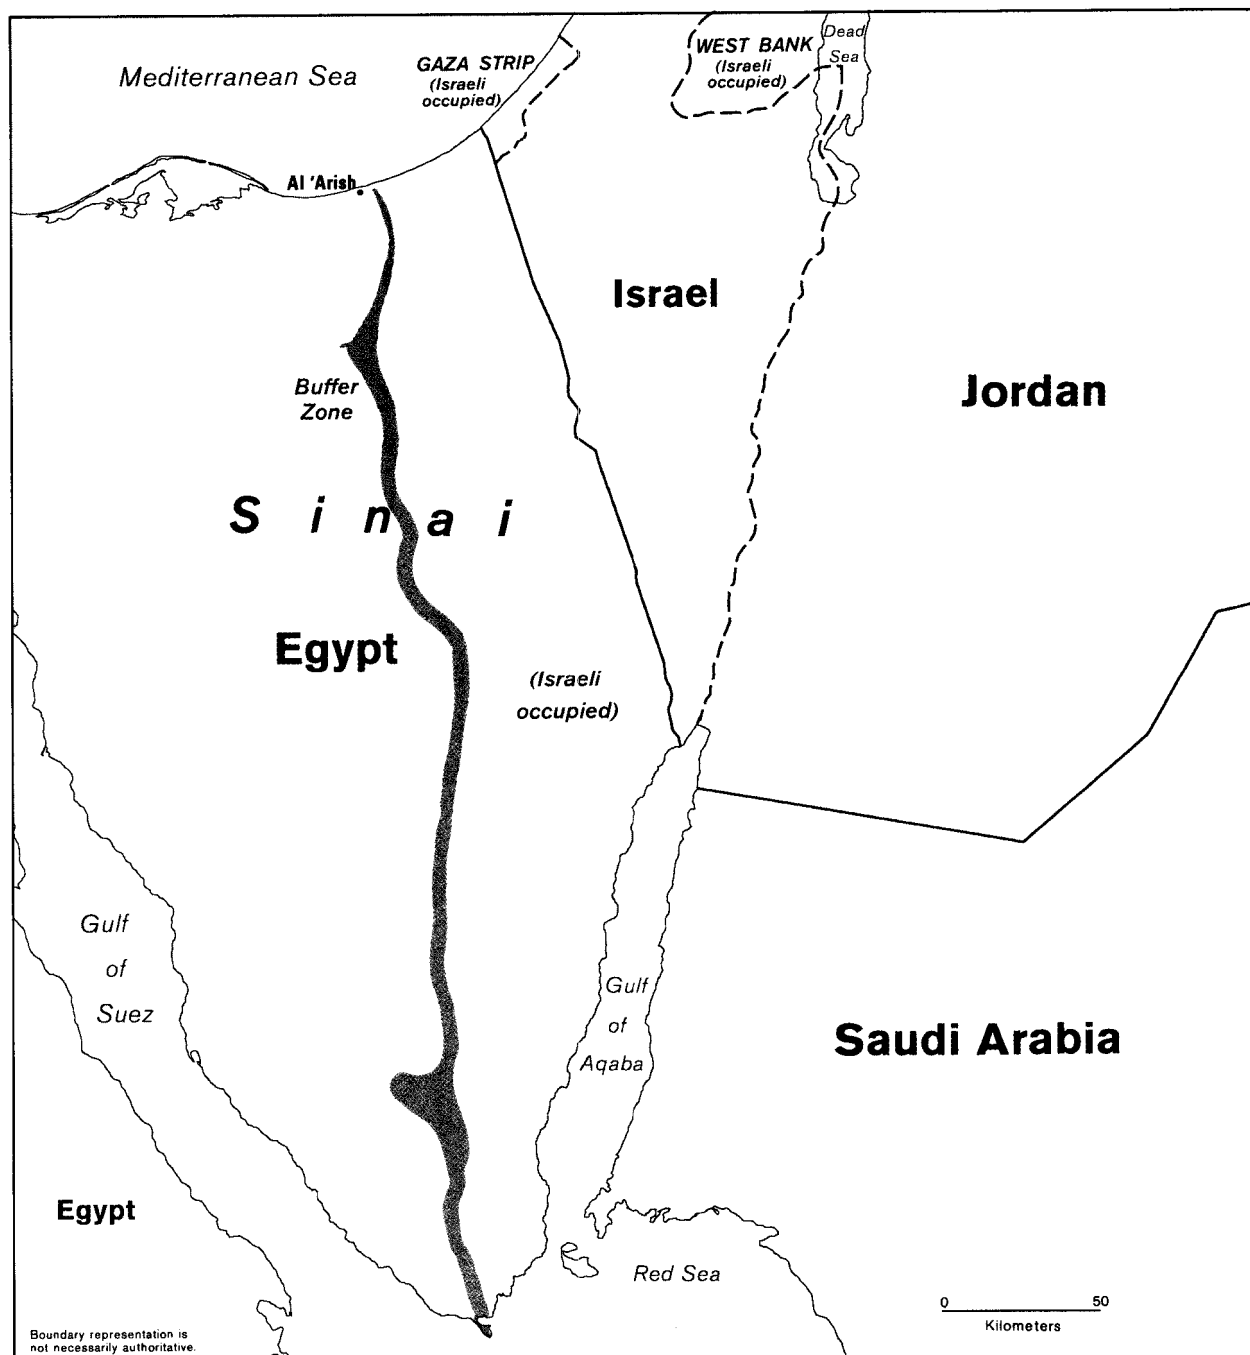 Mediterranean Sea
GAZA STRIP
(Israeli
occupied)
WEST BANK
(Israeli
occupied)
Dead
Sea
Al 'Arish
Israel
Jordan
Buffer
Zone
Sinai
Egypt
(Israeli
occupied)
Gulf
of
Suez
Gulf
of
Aqaba
Saudi Arabia
Egypt
Red Sea
0 50
Kilometers
Boundary representation is
not necessarily authoritative.